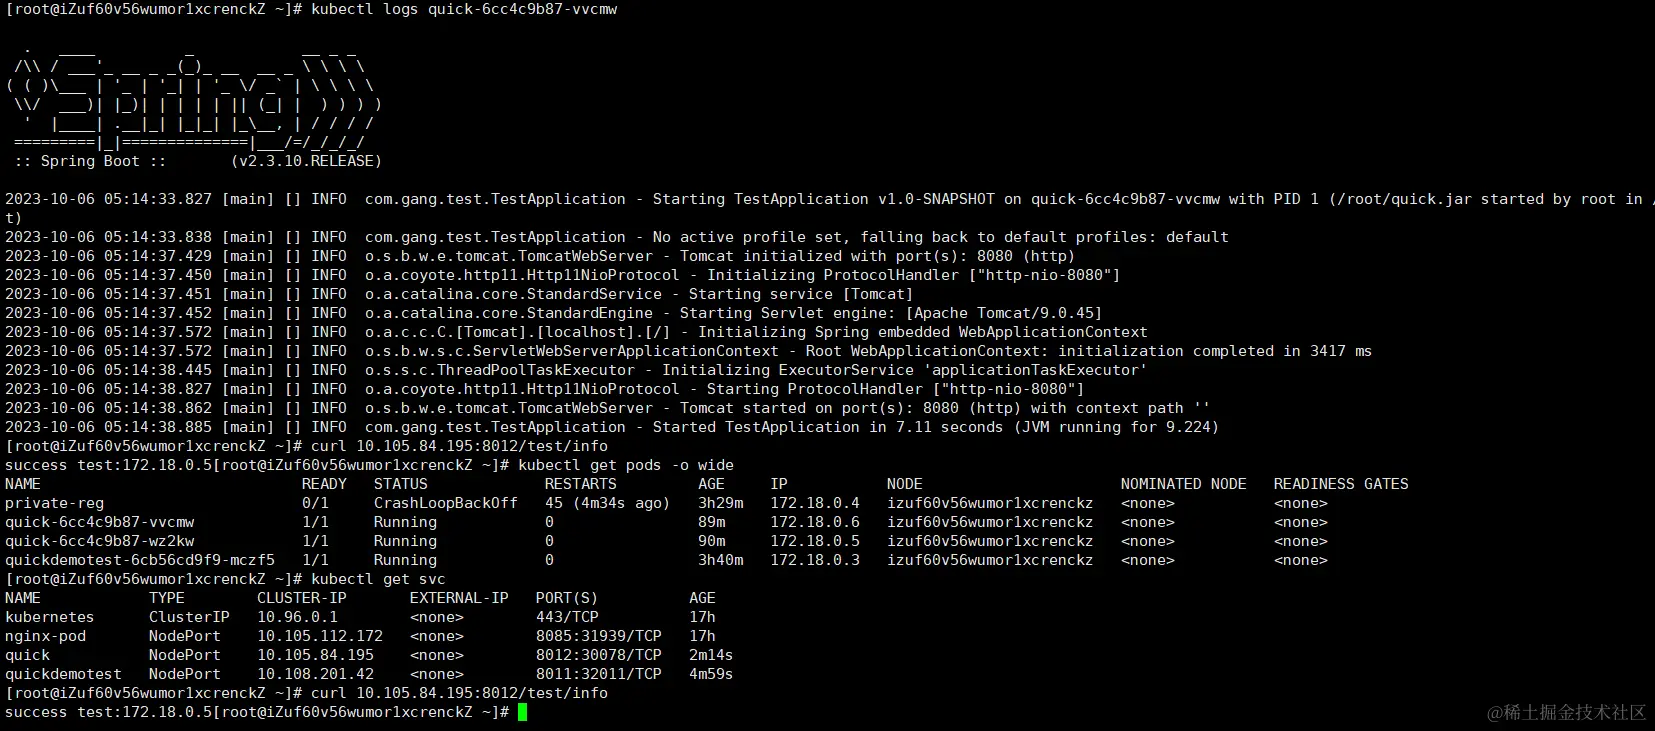 [root@iZuf60v56wumor1xcrenckZ ~]# kubectl logs quick-6cc4c9b87-vvcmw
  .   ____          _            __ _ _
 /\\ / ___'_ __ _ _(_)_ __  __ _ \ \ \ \
( ( )\___ | '_ | '_| | '_ \/ _` | \ \ \ \
 \\/  ___)| |_)| | | | | || (_| |  ) ) ) )
  '  |____| .__|_| |_|_| |_\__, | / / / /
 =========|_|==============|___/=/_/_/_/
 :: Spring Boot ::       (v2.3.10.RELEASE)
2023-10-06 05:14:33.827 [main] [] INFO  com.gang.test.TestApplication - Starting TestApplication v1.0-SNAPSHOT on quick-6cc4c9b87-vvcmw with PID 1 (/root/quick.jar started by root in /
t)
2023-10-06 05:14:33.838 [main] [] INFO  com.gang.test.TestApplication - No active profile set, falling back to default profiles: default
2023-10-06 05:14:37.429 [main] [] INFO  o.s.b.w.e.tomcat.TomcatWebServer - Tomcat initialized with port(s): 8080 (http)
2023-10-06 05:14:37.450 [main] [] INFO  o.a.coyote.http11.Http11NioProtocol - Initializing ProtocolHandler ["http-nio-8080"]
2023-10-06 05:14:37.451 [main] [] INFO  o.a.catalina.core.StandardService - Starting service [Tomcat]
2023-10-06 05:14:37.452 [main] [] INFO  o.a.catalina.core.StandardEngine - Starting Servlet engine: [Apache Tomcat/9.0.45]
2023-10-06 05:14:37.572 [main] [] INFO  o.a.c.c.C.[Tomcat].[localhost].[/] - Initializing Spring embedded WebApplicationContext
2023-10-06 05:14:37.572 [main] [] INFO  o.s.b.w.s.c.ServletWebServerApplicationContext - Root WebApplicationContext: initialization completed in 3417 ms
2023-10-06 05:14:38.445 [main] [] INFO  o.s.s.c.ThreadPoolTaskExecutor - Initializing ExecutorService 'applicationTaskExecutor'
2023-10-06 05:14:38.827 [main] [] INFO  o.a.coyote.http11.Http11NioProtocol - Starting ProtocolHandler ["http-nio-8080"]
2023-10-06 05:14:38.862 [main] [] INFO  o.s.b.w.e.tomcat.TomcatWebServer - Tomcat started on port(s): 8080 (http) with context path ''
2023-10-06 05:14:38.885 [main] [] INFO  com.gang.test.TestApplication - Started TestApplication in 7.11 seconds (JVM running for 9.224)
[root@iZuf60v56wumor1xcrenckZ ~]# curl 10.105.84.195:8012/test/info
success test:172.18.0.5[root@iZuf60v56wumor1xcrenckZ ~]# kubectl get pods -o wide
NAME                             READY   STATUS             RESTARTS         AGE     IP           NODE                      NOMINATED NODE   READINESS GATES
private-reg                      0/1     CrashLoopBackOff   45 (4m34s ago)   3h29m   172.18.0.4   izuf60v56wumor1xcrenckz   <none>           <none>
quick-6cc4c9b87-vvcmw            1/1     Running            0                89m     172.18.0.6   izuf60v56wumor1xcrenckz   <none>           <none>
quick-6cc4c9b87-wz2kw            1/1     Running            0                90m     172.18.0.5   izuf60v56wumor1xcrenckz   <none>           <none>
quickdemotest-6cb56cd9f9-mczf5   1/1     Running            0                3h40m   172.18.0.3   izuf60v56wumor1xcrenckz   <none>           <none>
[root@iZuf60v56wumor1xcrenckZ ~]# kubectl get svc
NAME            TYPE        CLUSTER-IP       EXTERNAL-IP   PORT(S)          AGE
kubernetes      ClusterIP   10.96.0.1        <none>        443/TCP          17h
nginx-pod       NodePort    10.105.112.172   <none>        8085:31939/TCP   17h
quick           NodePort    10.105.84.195    <none>        8012:30078/TCP   2m14s
quickdemotest   NodePort    10.108.201.42    <none>        8011:32011/TCP   4m59s
[root@iZuf60v56wumor1xcrenckZ ~]# curl 10.105.84.195:8012/test/info
success test:172.18.0.5[root@iZuf60v56wumor1xcrenckZ ~]#
@稀土掘金技术社区